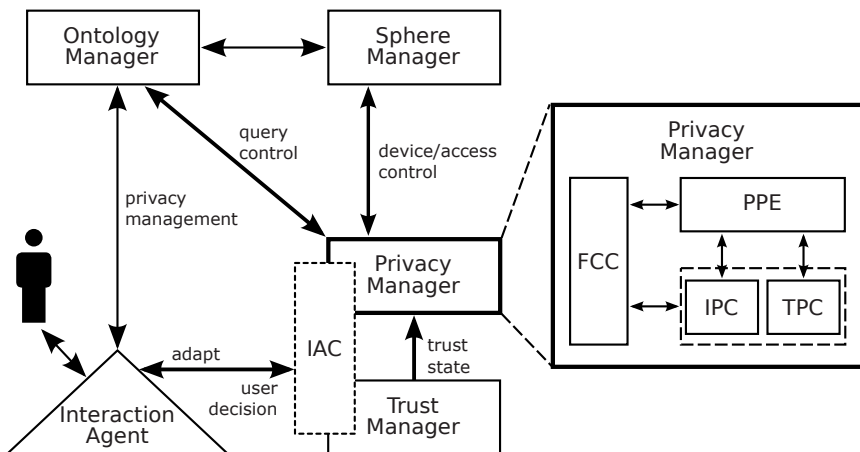 Ontology
Manager
Sphere
Manager
query
control
device/access
control
privacy
management
Privacy
Manager
IAC
adapt
user
decision
trust
state
Interaction
Agent
Trust
Manager
Privacy
Manager
FCC
PPE
IPC
TPC